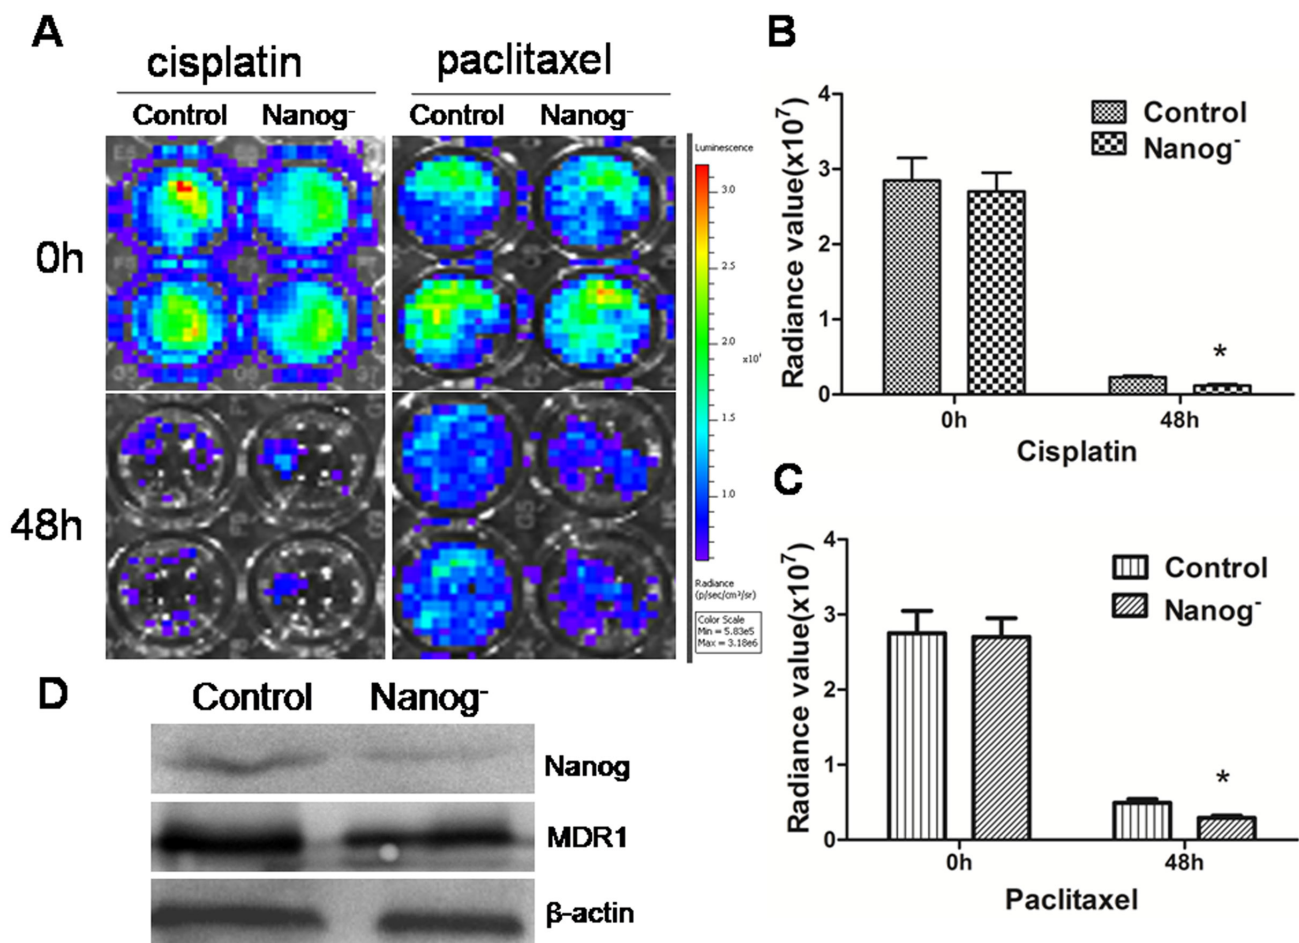 A
cisplatin
paclitaxel
Control
Nanog⁻
Control
Nanog⁻
0h
48h
Luminescence
3.0
2.5
2.0
1.5
1.0
Radiance
(p/sec/cm²/sr)
Color Scale
Min = 5.83e5
Max = 3.18e6
B
Radiance value(x10⁷)
4
3
2
1
0
Control
Nanog⁻
*
0h
48h
Cisplatin
C
Radiance value(x10⁷)
4
3
2
1
0
Control
Nanog⁻
*
0h
48h
Paclitaxel
D
Control
Nanog⁻
Nanog
MDR1
β-actin